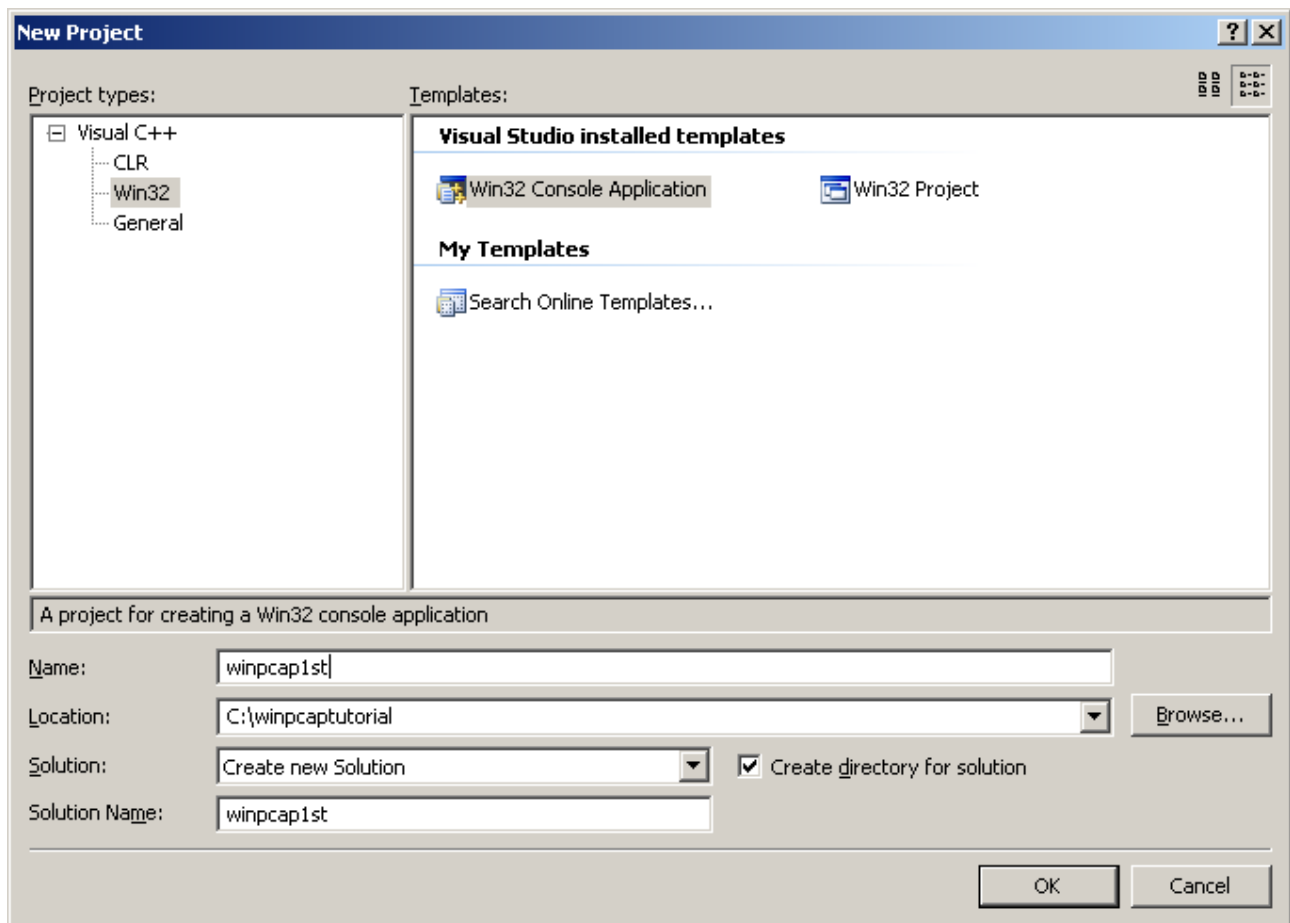 New Project
Project types:
Templates:
Visual C++
CLR
Win32
General
Visual Studio installed templates
Win32 Console Application
Win32 Project
My Templates
Search Online Templates...
A project for creating a Win32 console application
Name:
winpcap1st
Location:
C:\winpcaptutorial
Browse...
Solution:
Create new Solution
Create directory for solution
Solution Name:
winpcap1st
OK
Cancel